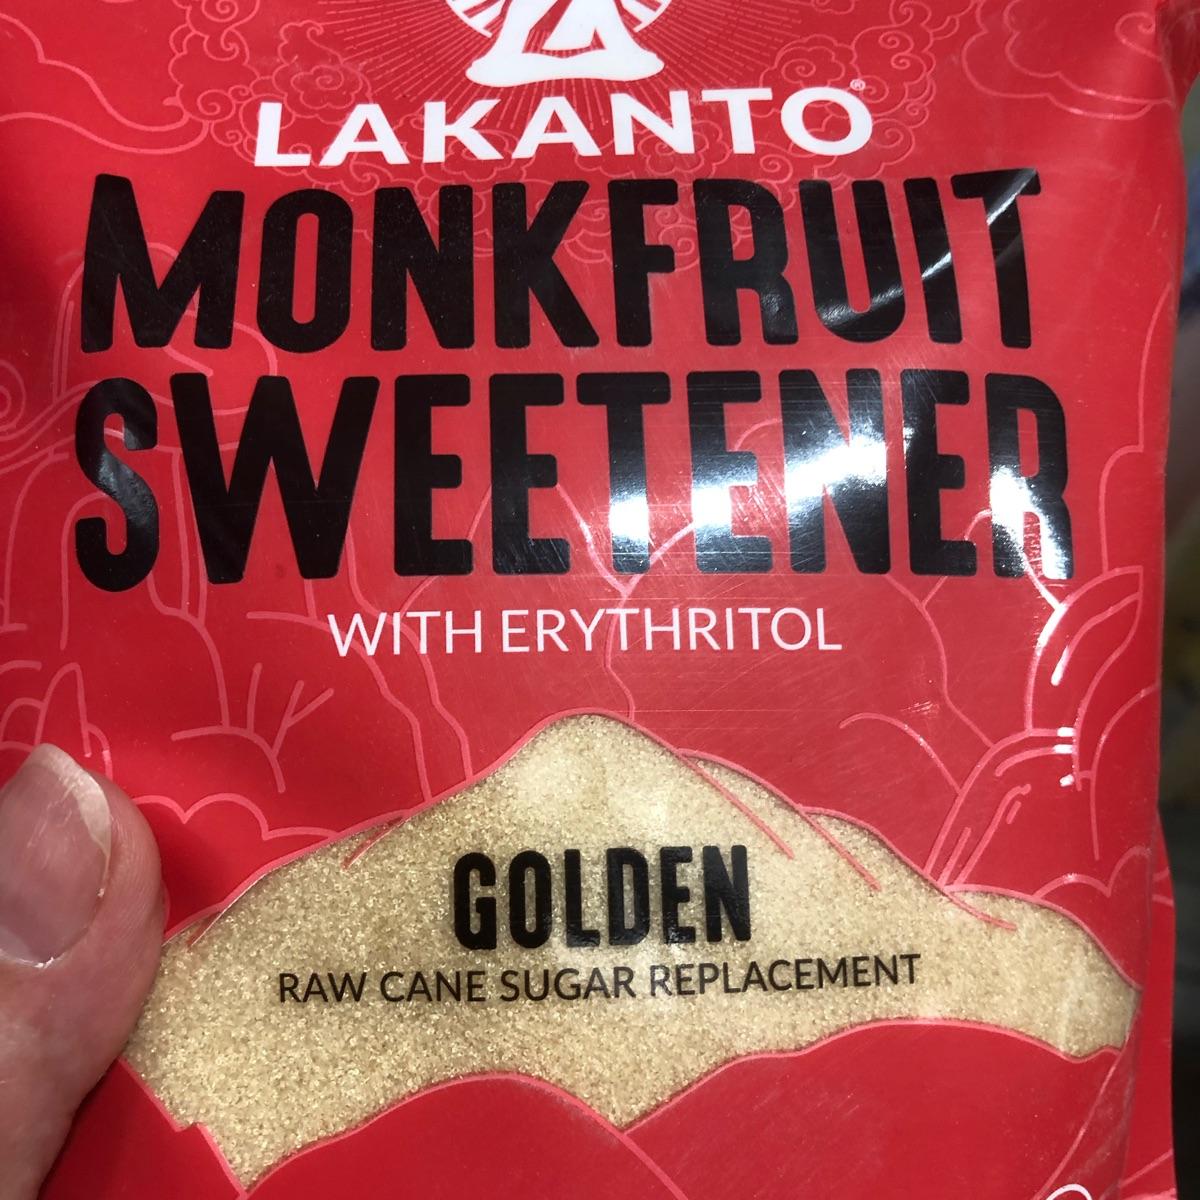 LAKANTO®
MONKFRUIT
SWEETENER
WITH ERYTHRITOL
GOLDEN
RAW CANE SUGAR REPLACEMENT